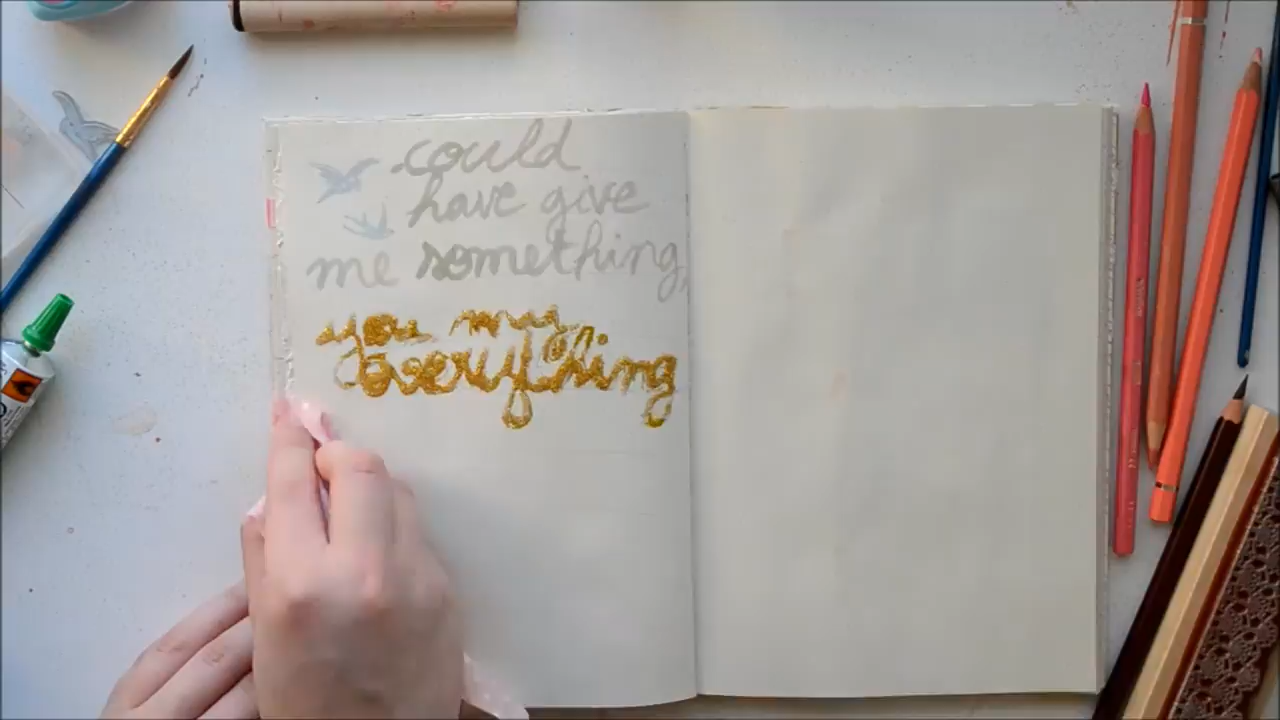 could
have give
me something,
you my
everything